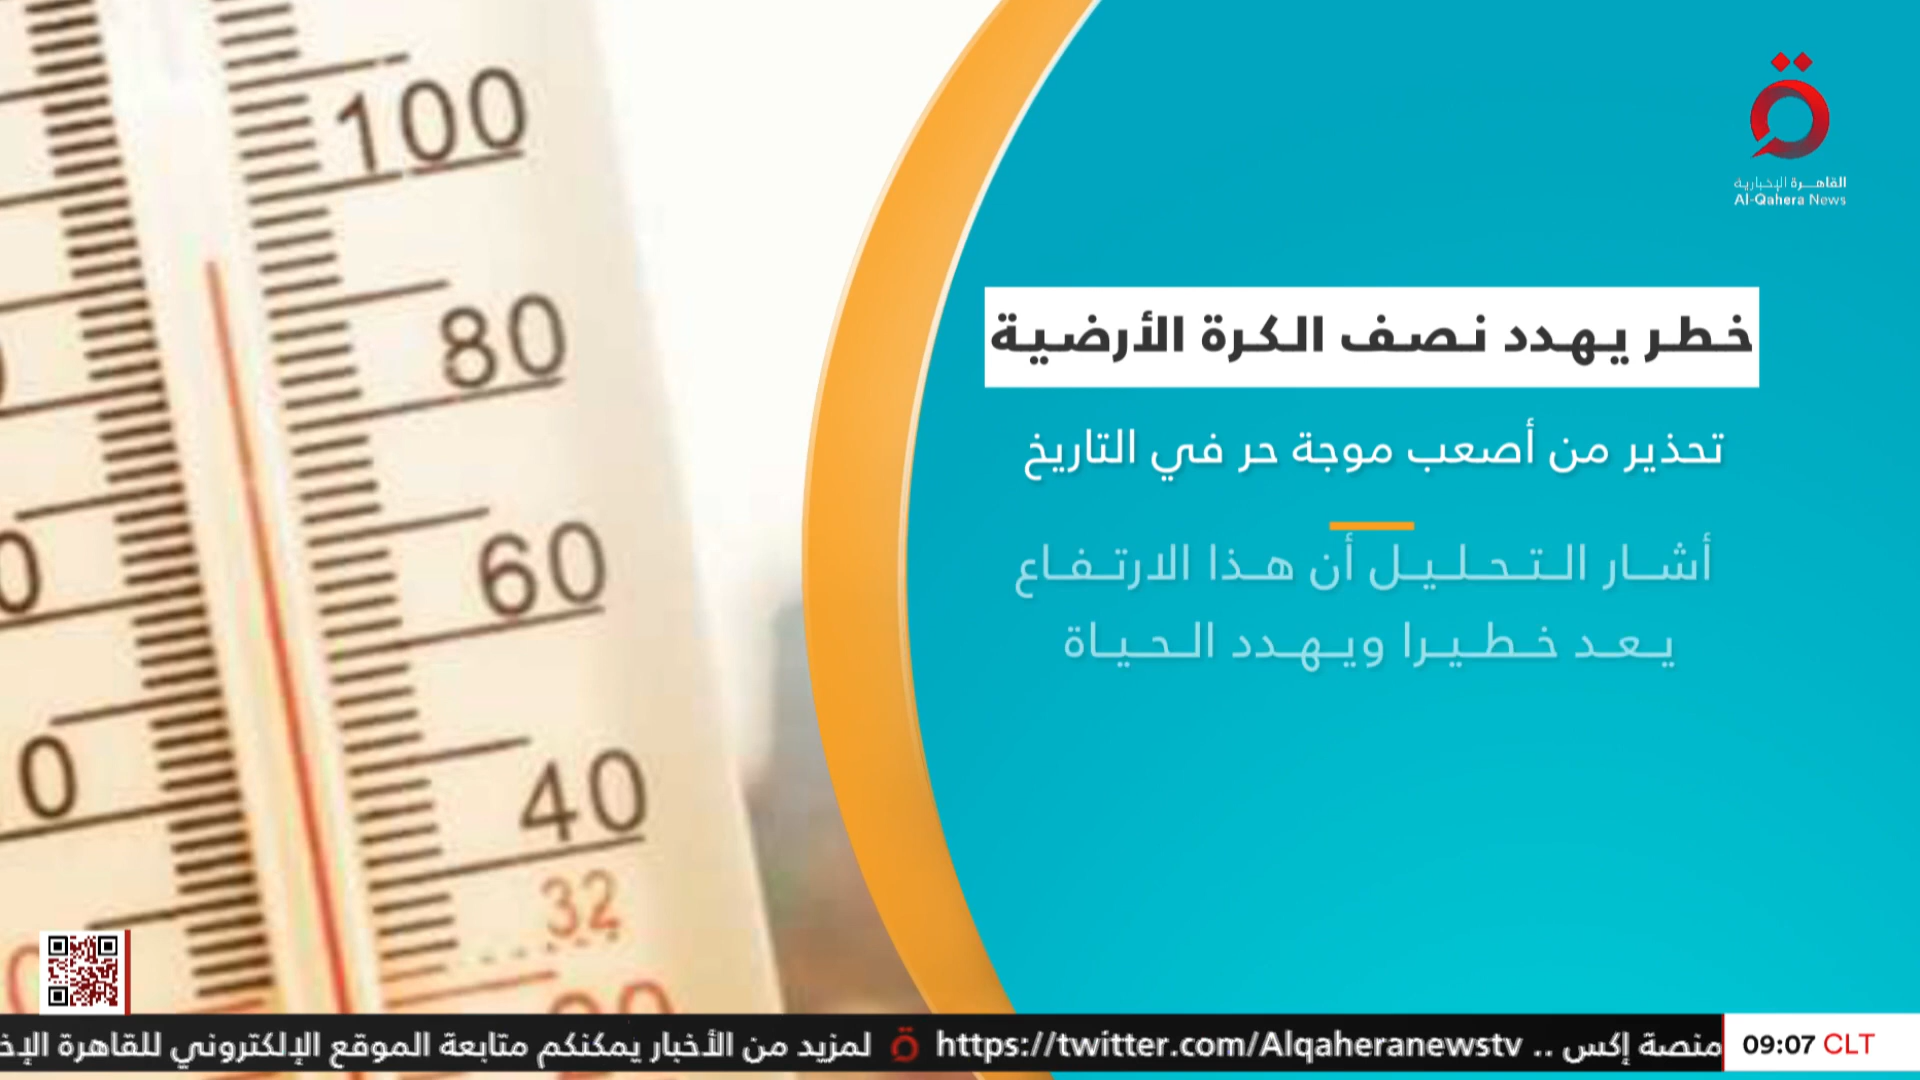 القاهرة الإخبارية
Al-Qahera News
خطر يهدد نصف الكرة الأرضية
تحذير من أصعب موجة حر في التاريخ
أشار التحليل أن هذا الارتفاع
يعد خطيرا ويهدد الحياة
100
80
60
40
32
0
0
منصة إكس .. https://twitter.com/Alqaheranewstv لمزيد من الأخبار يمكنكم متابعة الموقع الإلكتروني للقاهرة
09:07 CLT